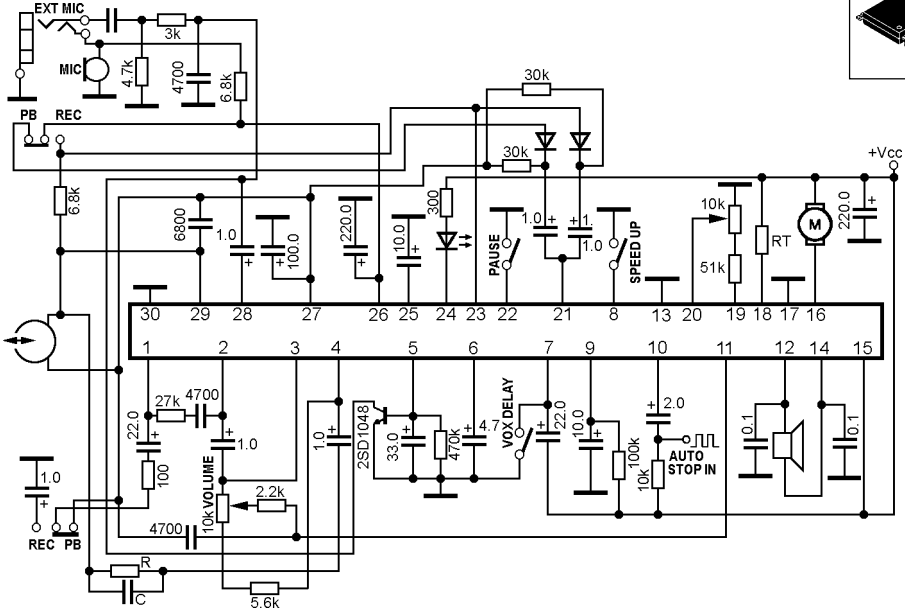 EXT MIC
3k
MIC
4.7k
4700
6.8k
30k
PB REC
30k
+Vcc
6.8k
6800
1.0
100.0
220.0
10.0
300
PAUSE
1.0
1.
1.0
SPEED UP
10k
51k
RT
M
220.0
30 29 28 27 26 25 24 23 22 21 8 13 20 19 18 17 16
1 2 3 4 5 6 7 9 10 11 12 14 15
27k
4700
22.0
100
1.0
10k VOLUME
2.2k
1.0
2SD1048
33.0
470k
4.7
VOX DELAY
22.0
10.0
100k
2.0
10k
AUTO
STOP IN
0.1
0.1
1.0
REC PB
4700
R
C
5.6k